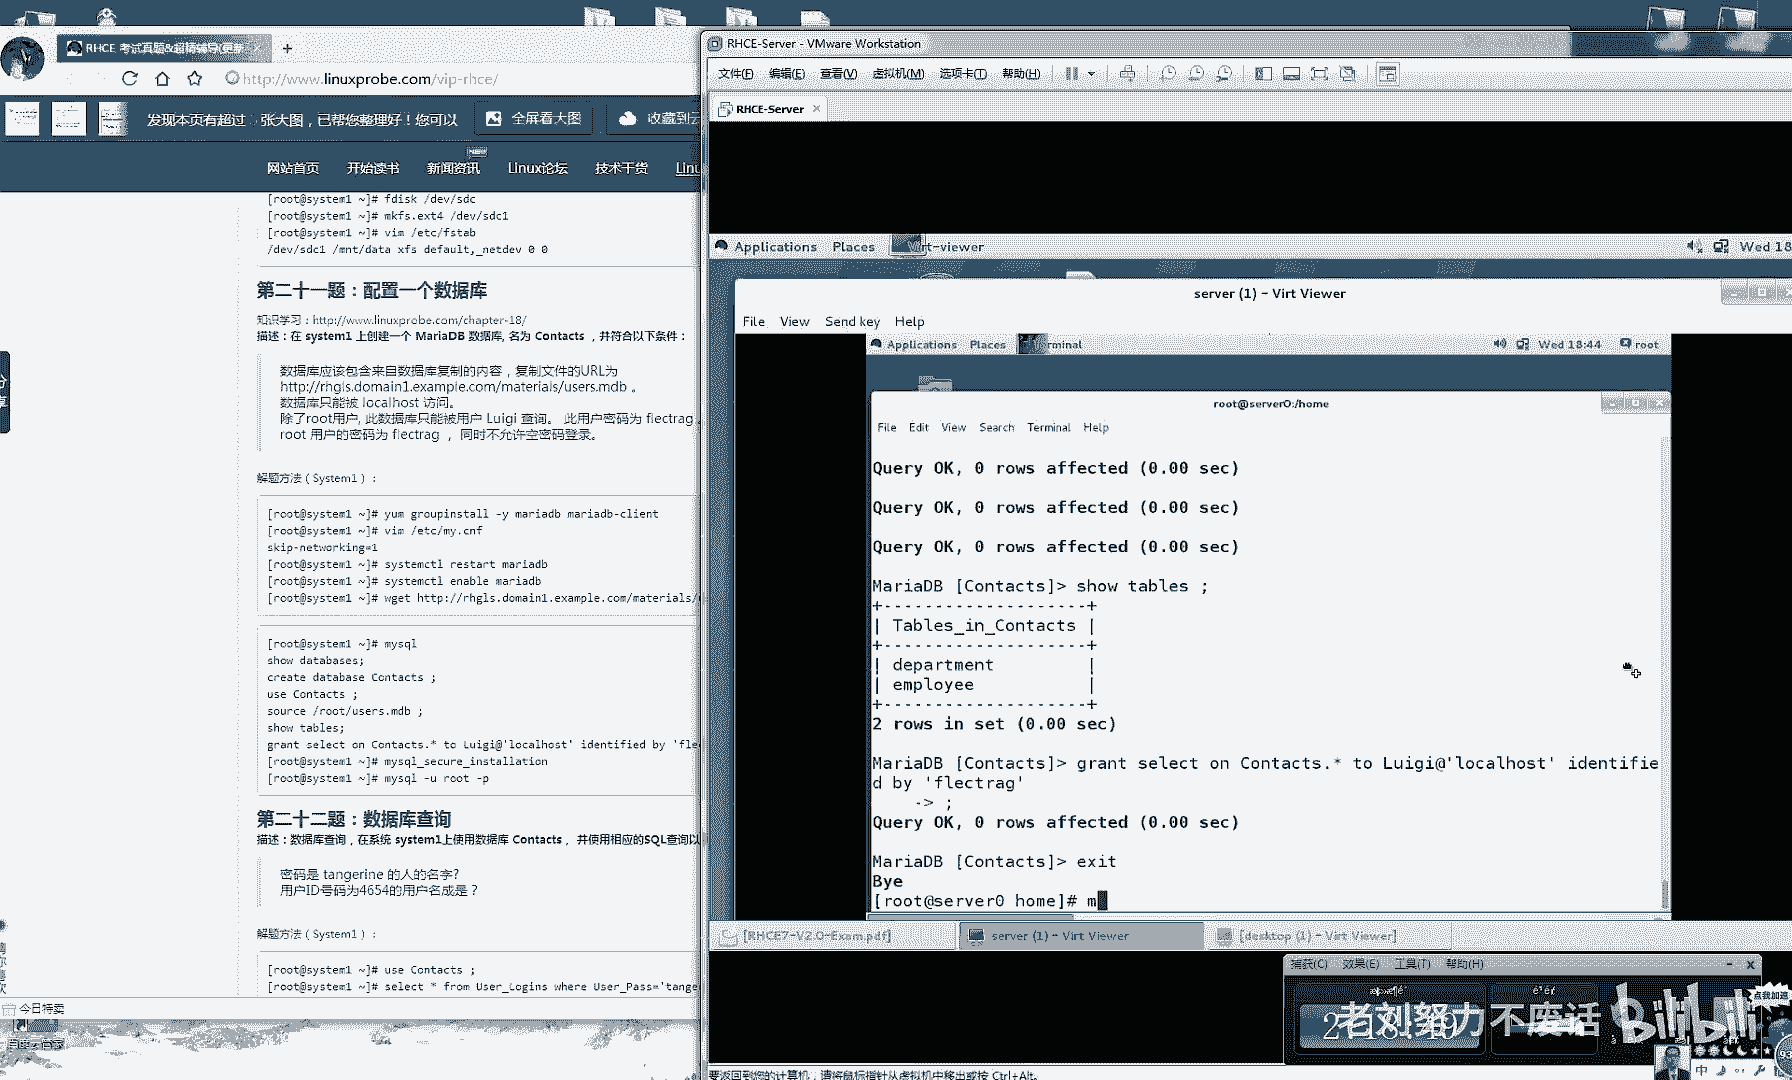 RHCE 考试真题&超精辅导(更新
http://www.linuxprobe.com/vip-rhce/
发现本页有超过 张大图，已帮您整理好！您可以
全屏看大图
收藏到云
网站首页
开始读书
新闻资讯
Linux论坛
技术干货
[root@system1 ~]# fdisk /dev/sdc
[root@system1 ~]# mkfs.ext4 /dev/sdc1
[root@system1 ~]# vim /etc/fstab
/dev/sdc1 /mnt/data xfs default,_netdev 0 0
第二十一题：配置一个数据库
知识学习：http://www.linuxprobe.com/chapter-18/
描述：在 system1 上创建一个 MariaDB 数据库, 名为 Contacts ，并符合以下条件：
数据库应该包含来自数据库复制的内容，复制文件的URL为
http://rhgls.domain1.example.com/materials/users.mdb 。
数据库只能被 localhost 访问。
除了root用户, 此数据库只能被用户 Luigi 查询。 此用户密码为 flectrag
root 用户的密码为 flectrag ， 同时不允许空密码登录。
解题方法（System1）:
[root@system1 ~]# yum groupinstall -y mariadb mariadb-client
[root@system1 ~]# vim /etc/my.cnf
skip-networking=1
[root@system1 ~]# systemctl restart mariadb
[root@system1 ~]# systemctl enable mariadb
[root@system1 ~]# wget http://rhgls.domain1.example.com/materials/
[root@system1 ~]# mysql
show databases;
create database Contacts ;
use Contacts ;
source /root/users.mdb ;
show tables;
grant select on Contacts.* to Luigi@'localhost' identified by 'fle
[root@system1 ~]# mysql_secure_installation
[root@system1 ~]# mysql -u root -p
第二十二题：数据库查询
描述：数据库查询，在系统 system1上使用数据库 Contacts， 并使用相应的SQL查询以
密码是 tangerine 的人的名字?
用户ID号码为4654的用户名成是？
解题方法（System1）:
[root@system1 ~]# use Contacts ;
[root@system1 ~]# select * from User_Logins where User_Pass='tange
今日特卖
RHCE-Server - VMware Workstation
文件(F) 编辑(E) 查看(V) 虚拟机(M) 选项卡(T) 帮助(H)
RHCE-Server
Applications Places Virt-viewer Wed 18
server (1) - Virt Viewer
File View Send key Help
Applications Places Terminal Wed 18:44 root
root@server0:/home
File Edit View Search Terminal Help
Query OK, 0 rows affected (0.00 sec)
Query OK, 0 rows affected (0.00 sec)
Query OK, 0 rows affected (0.00 sec)
MariaDB [Contacts]> show tables ;
+--------------------+
| Tables_in_Contacts |
+--------------------+
| department |
| employee |
+--------------------+
2 rows in set (0.00 sec)
MariaDB [Contacts]> grant select on Contacts.* to Luigi@'localhost' identifie
d by 'flectrag'
-> ;
Query OK, 0 rows affected (0.00 sec)
MariaDB [Contacts]> exit
Bye
[root@server0 home]# m
[RHCE7-V2.0-Exam.pdf]
server (1) - Virt Viewer
[desktop (1) - Virt Viewer]
捕获(C) 效果(E) 工具(T) 帮助(H)
老刘努力不废话
bilibili
点我加速
中
要返回到您的计算机，请将鼠标指针从虚拟机中移出或按 Ctrl+Alt。